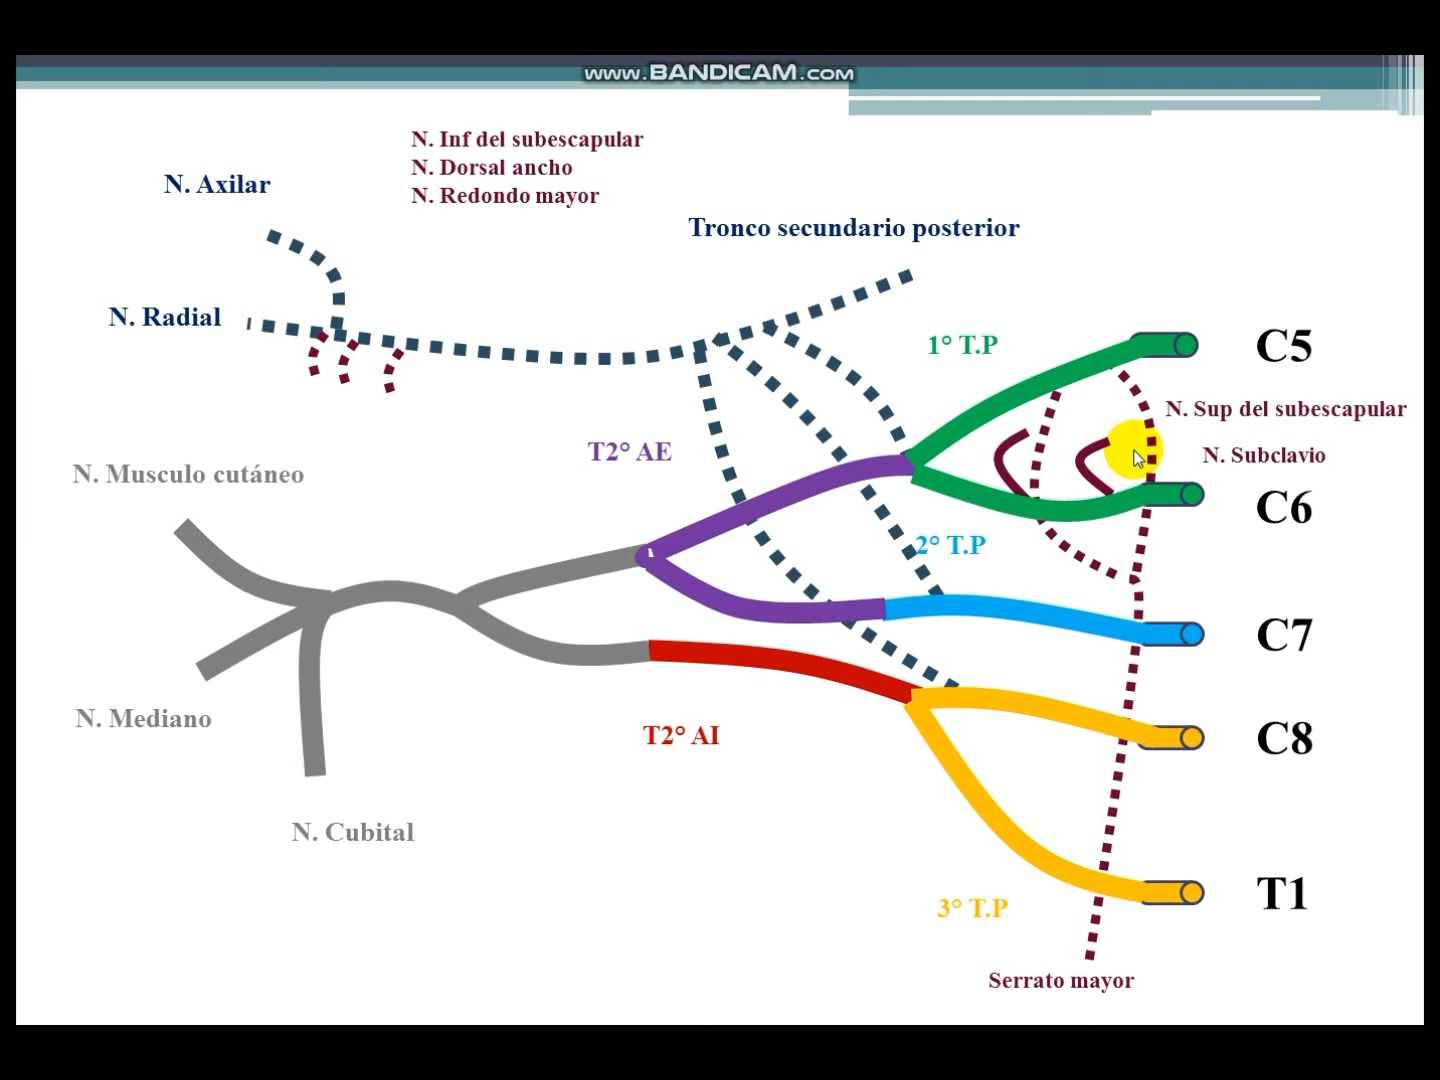 www.BANDICAM.com
N. Inf del subescapular
N. Dorsal ancho
N. Redondo mayor
N. Axilar
Tronco secundario posterior
N. Radial
1° T.P
C5
N. Sup del subescapular
T2° AE
N. Subclavio
N. Musculo cutáneo
C6
2° T.P
C7
N. Mediano
T2° AI
C8
N. Cubital
T1
3° T.P
Serrato mayor